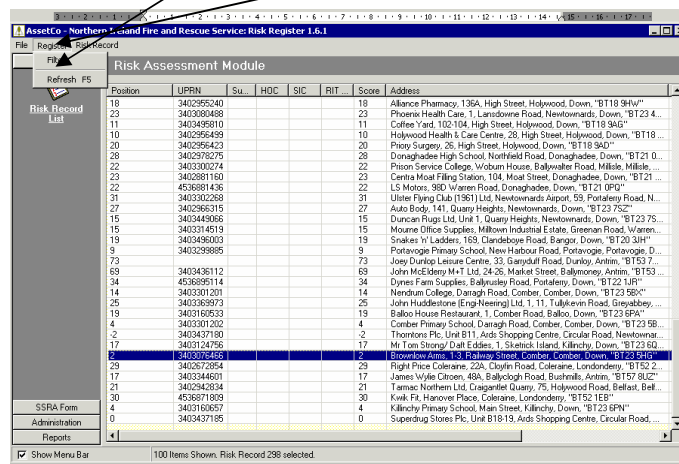 3 · 2 · 1 · 1 · 2 · 3 · 4 · 5 · 6 · 7 · 8 · 9 · 10 · 11 · 12 · 13 · 14 · 15 · 16 · 17
AssetCo - Northern Ireland Fire and Rescue Service: Risk Register 1.6.1
File Register Risk Record
Filter
Refresh F5
Risk Assessment Module
Risk Record
List
Position UPRN Su... HOC SIC RIT ... Score Address
18 3402955240 18 Alliance Pharmacy, 136A, High Street, Holywood, Down, "BT18 9HW"
23 3403080488 23 Phoenix Health Care, 1, Lansdowne Road, Newtownards, Down, "BT23 4...
11 3403495810 11 Coffee Yard, 102-104, High Street, Holywood, Down, "BT18 9AG"
10 3402956499 10 Holywood Health & Care Centre, 28, High Street, Holywood, Down, "BT18 ...
20 3402956423 20 Priory Surgery, 26, High Street, Holywood, Down, "BT18 9AD"
28 3402978275 28 Donaghadee High School, Northfield Road, Donaghadee, Down, "BT21 0...
22 3403300274 22 Prison Service College, Woburn House, Ballywalter Road, Millisle, Millisle, ...
23 3402881160 23 Centra Moat Filling Station, 104, Moat Street, Donaghadee, Down, "BT21 ...
22 4536881436 22 LS Motors, 98D Warren Road, Donaghadee, Down, "BT21 0PQ"
31 3403302268 31 Ulster Flying Club (1961) Ltd, Newtownards Airport, 59, Portaferry Road, N...
27 3402966315 27 Auto Body, 141, Quarry Heights, Newtownards, Down, "BT23 7SZ"
15 3403449066 15 Duncan Rugs Ltd, Unit 1, Quarry Heights, Newtownards, Down, "BT23 7S...
15 3403314519 15 Mourne Office Supplies, Milltown Industrial Estate, Greenan Road, Warren...
19 3403496003 19 Snakes 'n' Ladders, 169, Clandeboye Road, Bangor, Down, "BT20 3JH"
9 3403299885 9 Portavogie Primary School, New Harbour Road, Portavogie, Portavogie, D...
73 73 Joey Dunlop Leisure Centre, 33, Garryduff Road, Dunloy, Antrim, "BT53 7...
69 3403436112 69 John McElderry M+T Ltd, 24-26, Market Street, Ballymoney, Antrim, "BT53 ...
34 4536895114 34 Dynes Farm Supplies, Ballyrusley Road, Portaferry, Down, "BT22 1JR"
14 3403301201 14 Nendrum College, Darragh Road, Comber, Comber, Down, "BT23 5BX"
25 3403369973 25 John Huddlestone (Engi-Neering) Ltd, 1, 11, Tullykevin Road, Greyabbey, ...
19 3403160533 19 Balloo House Restaurant, 1, Comber Road, Balloo, Down, "BT23 6PA"
4 3403301202 4 Comber Primary School, Darragh Road, Comber, Comber, Down, "BT23 5B...
-2 3403437180 -2 Thorntons Plc, Unit B11, Ards Shopping Centre, Circular Road, Newtownar...
17 3403124756 17 Mr Tom Strong/ Daft Eddies, 1, Sketrick Island, Killinchy, Down, "BT23 6Q...
2 3403076466 2 Brownlow Arms, 1-3, Railway Street, Comber, Comber, Down, "BT23 5HG"
29 3402672854 29 Right Price Coleraine, 22A, Cloyfin Road, Coleraine, Londonderry, "BT52 2...
17 3403344601 17 James Wylie Citroen, 48A, Ballyclogh Road, Bushmills, Antrim, "BT57 8UZ"
21 3402942834 21 Tarmac Northern Ltd, Craigantlet Quarry, 75, Holywood Road, Belfast, Belf...
30 4536871809 30 Kwik Fit, Hanover Place, Coleraine, Londonderry, "BT52 1EB"
4 3403160657 4 Killinchy Primary School, Main Street, Killinchy, Down, "BT23 6PN"
0 3403437185 0 Superdrug Stores Plc, Unit B18-19, Ards Shopping Centre, Circular Road, ...
SSRA Form
Administration
Reports
Show Menu Bar 100 Items Shown. Risk Record 298 selected.